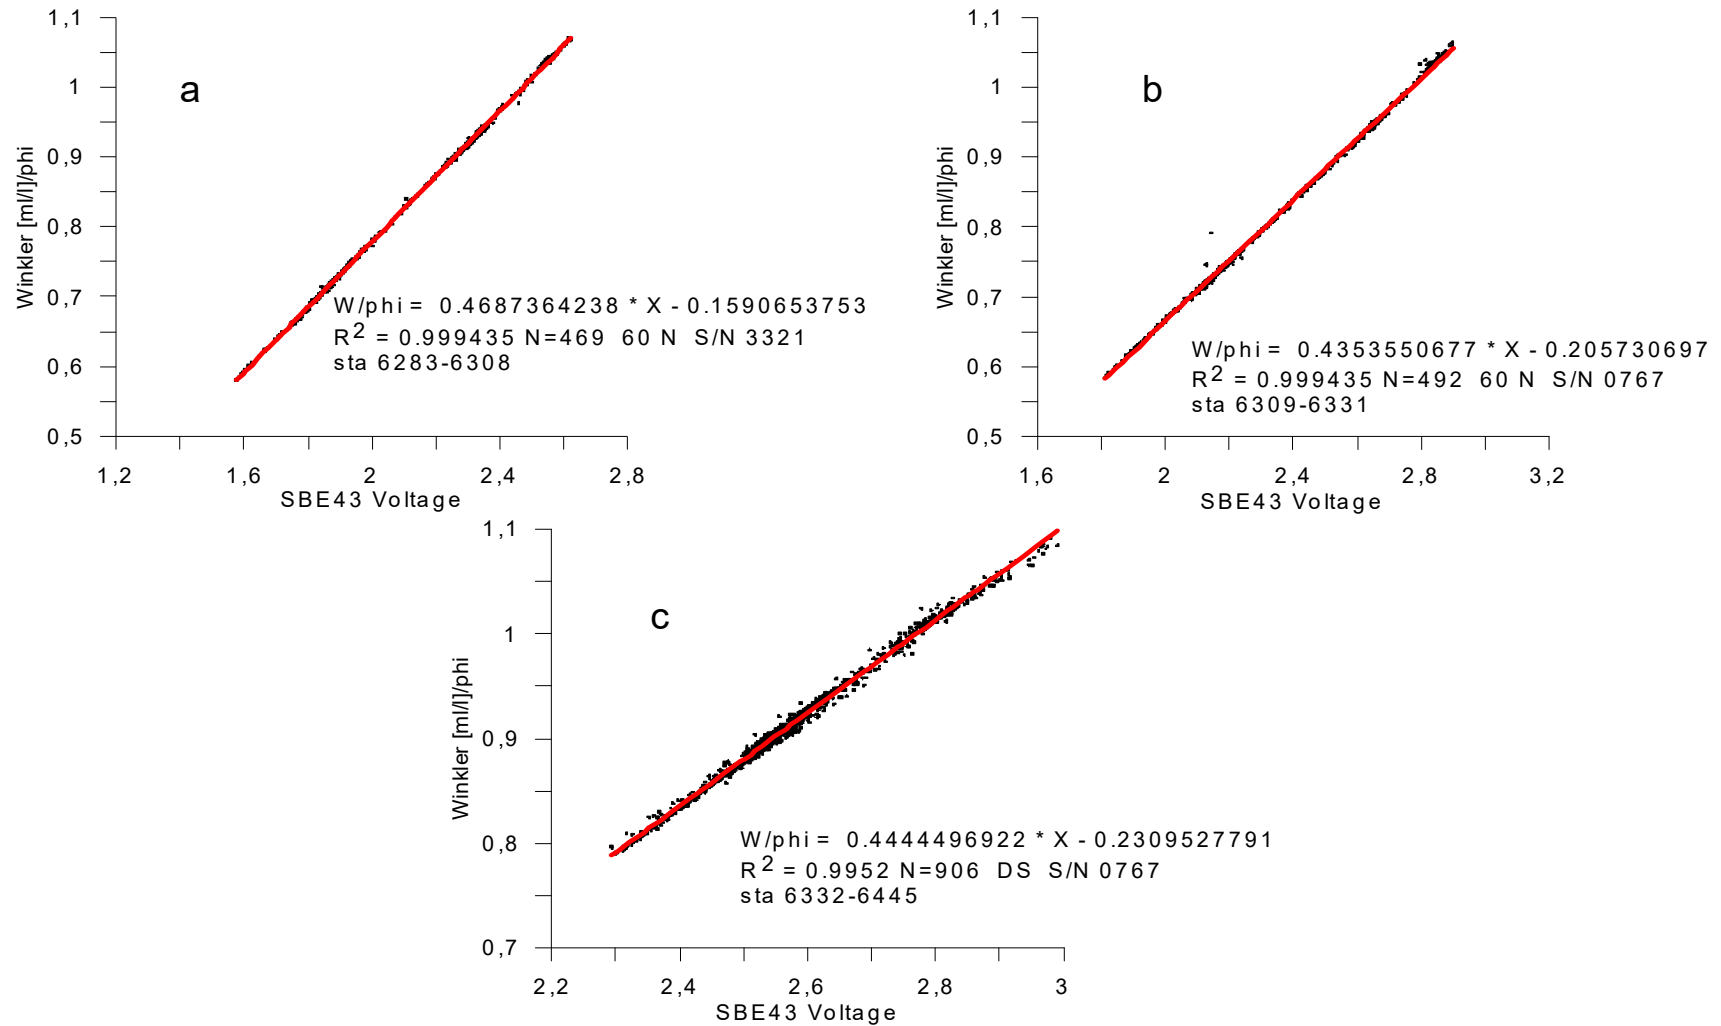 a
1,1
1
0,9
0,8
0,7
0,6
0,5
Winkler [ml/l]/phi
W/phi = 0.4687364238 * X - 0.1590653753
R2 = 0.999435 N=469 60 N S/N 3321
sta 6283-6308
1,2 1,6 2 2,4 2,8
SBE43 Voltage
b
1,1
1
0,9
0,8
0,7
0,6
0,5
Winkler [ml/l]/phi
W/phi = 0.4353550677 * X - 0.205730697
R2 = 0.999435 N=492 60 N S/N 0767
sta 6309-6331
1,6 2 2,4 2,8 3,2
SBE43 Voltage
c
1,1
1
0,9
0,8
0,7
Winkler [ml/l]/phi
W/phi = 0.4444496922 * X - 0.2309527791
R2 = 0.9952 N=906 DS S/N 0767
sta 6332-6445
2,2 2,4 2,6 2,8 3
SBE43 Voltage